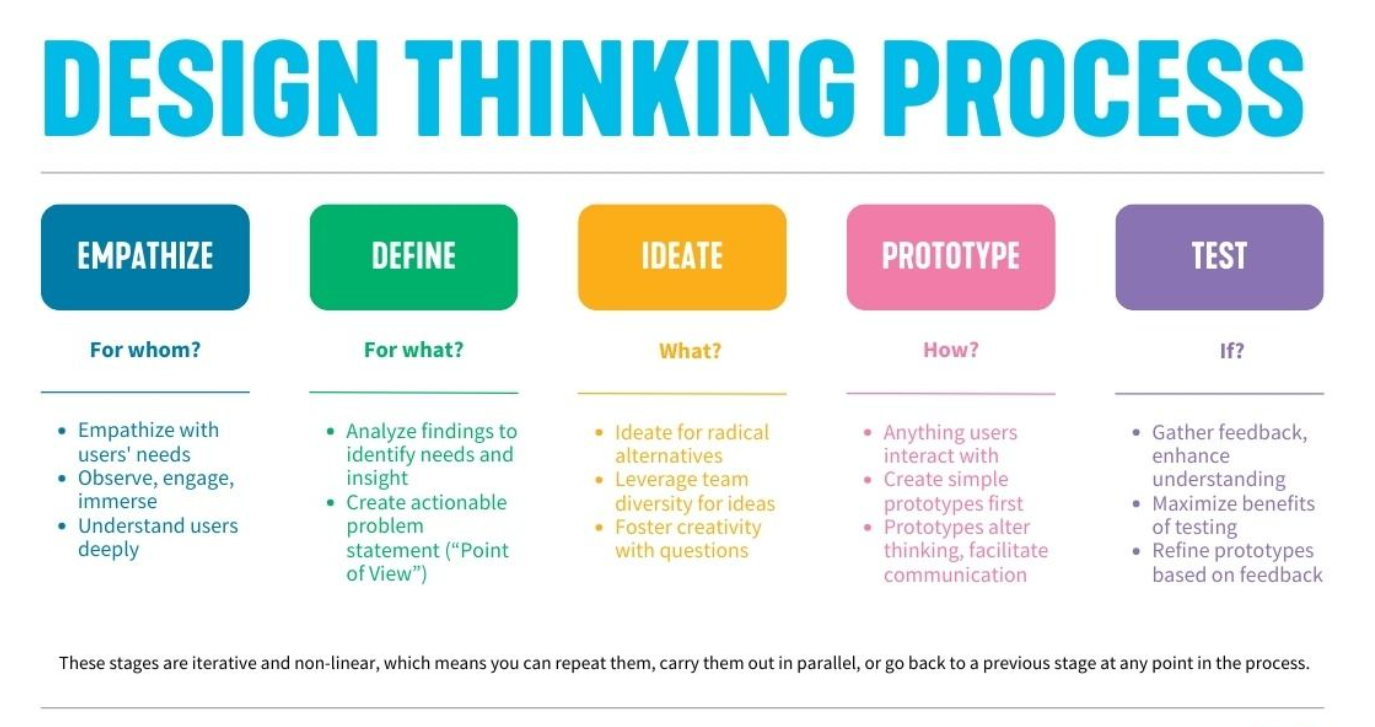 DESIGN THINKING PROCESS
EMPATHIZE
For whom?
• Empathize with
users' needs
• Observe, engage,
immerse
• Understand users
deeply
DEFINE
For what?
• Analyze findings to
identify needs and
insight
• Create actionable
problem
statement (“Point
of View”)
IDEATE
What?
• Ideate for radical
alternatives
• Leverage team
diversity for ideas
• Foster creativity
with questions
PROTOTYPE
How?
• Anything users
interact with
• Create simple
prototypes first
• Prototypes alter
thinking, facilitate
communication
TEST
If?
• Gather feedback,
enhance
understanding
• Maximize benefits
of testing
• Refine prototypes
based on feedback
These stages are iterative and non-linear, which means you can repeat them, carry them out in parallel, or go back to a previous stage at any point in the process.